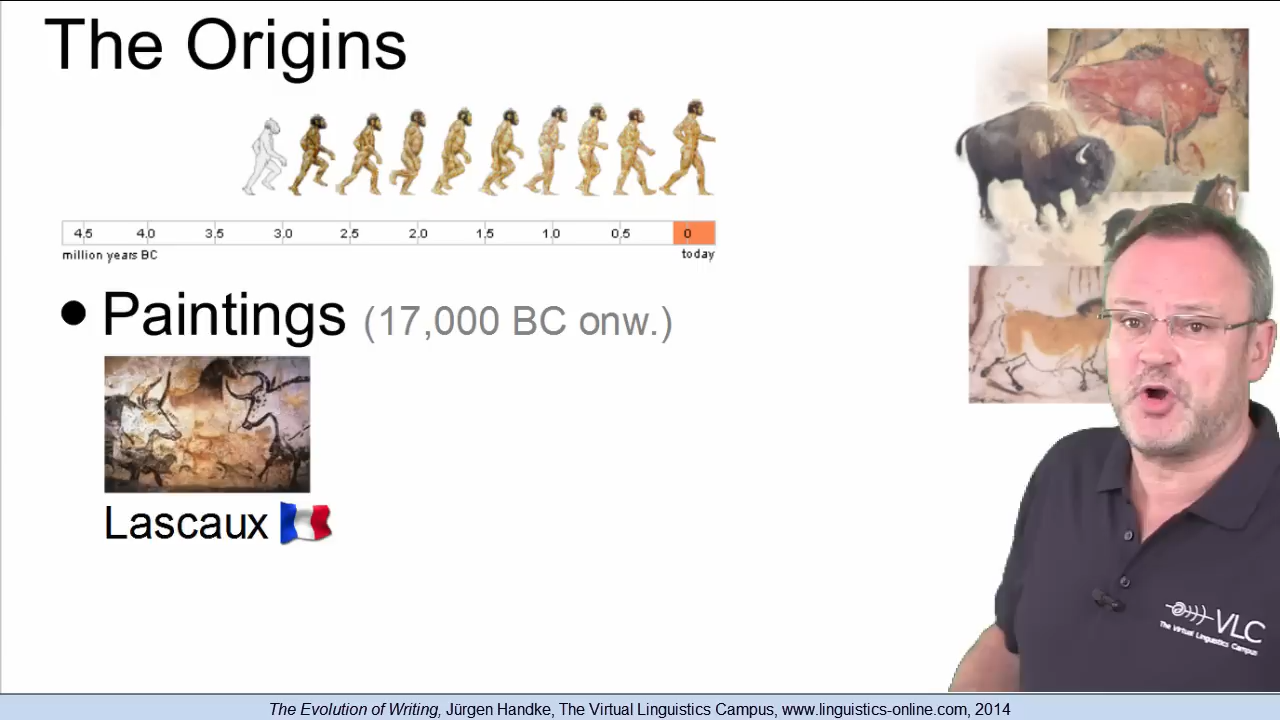 The Origins
4,5 4,0 3,5 3,0 2,5 2,0 1,5 1,0 0,5 0
million years BC today
• Paintings (17,000 BC onw.)
Lascaux
VLC
The Virtual Linguistics Campus
The Evolution of Writing, Jürgen Handke, The Virtual Linguistics Campus, www.linguistics-online.com, 2014